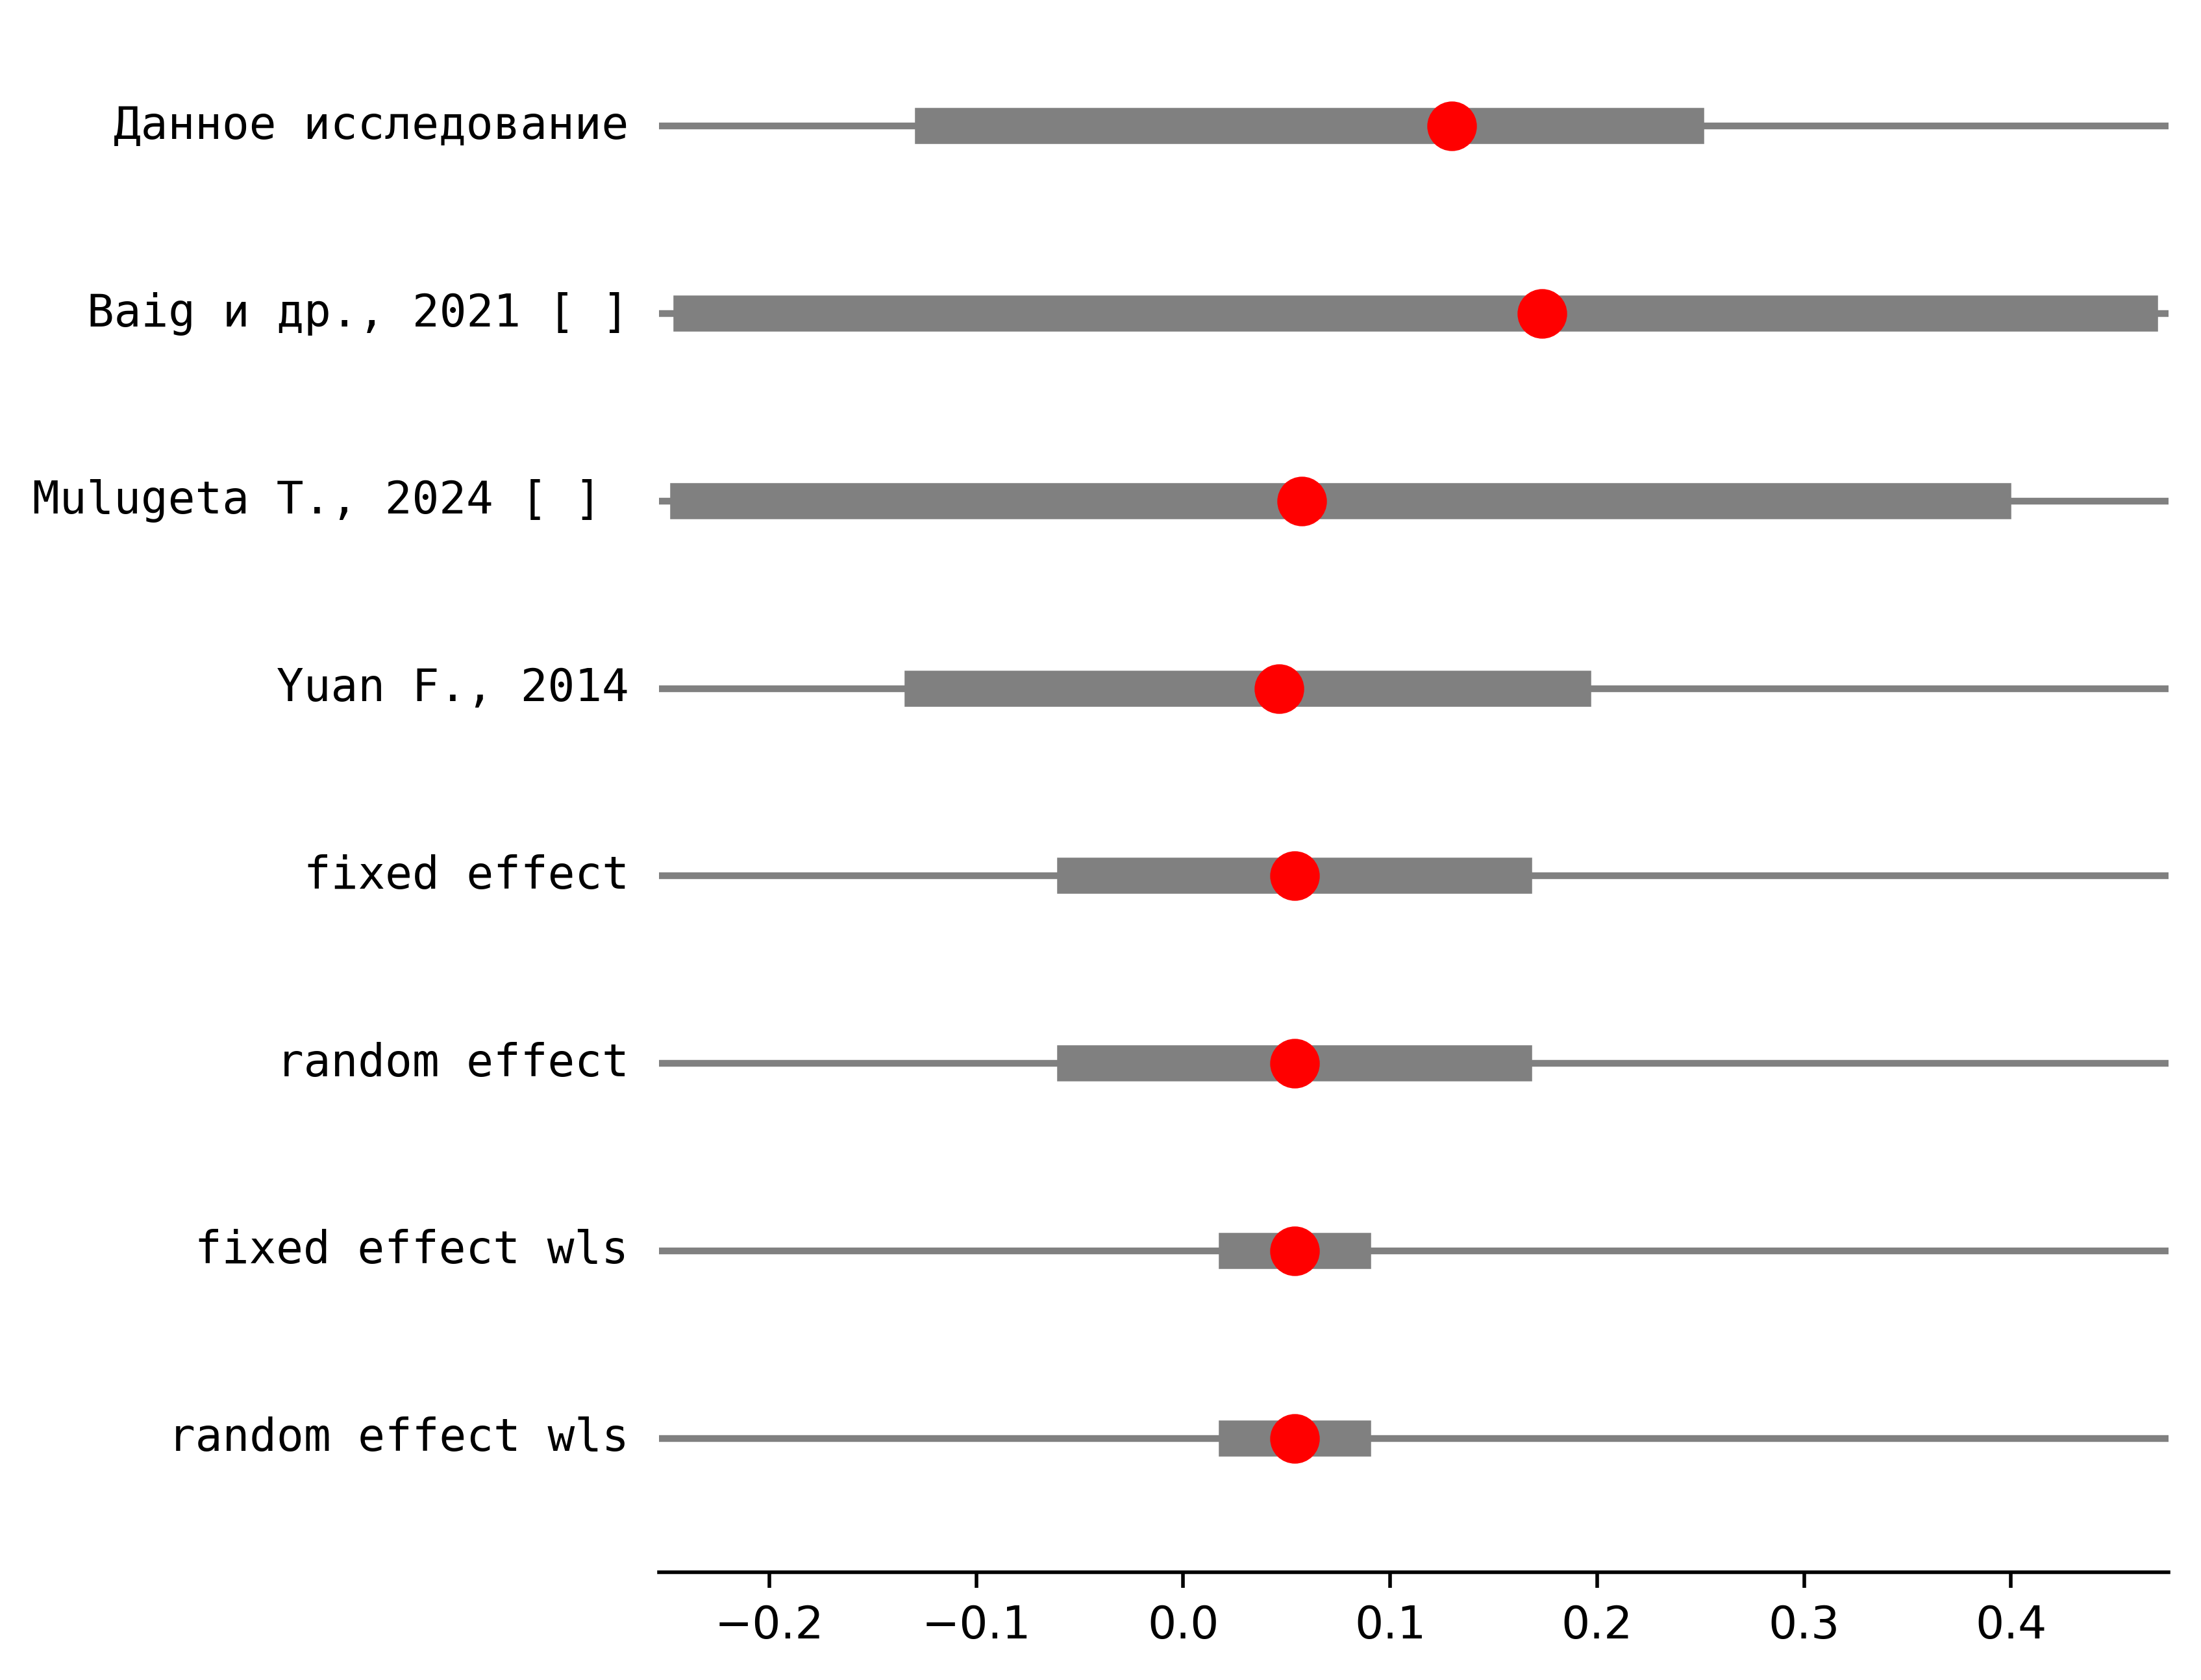 Данное исследование
Baig и др., 2021 [ ]
Mulugeta T., 2024 [ ]
Yuan F., 2014
fixed effect
random effect
fixed effect wls
random effect wls
−0.2 −0.1 0.0 0.1 0.2 0.3 0.4